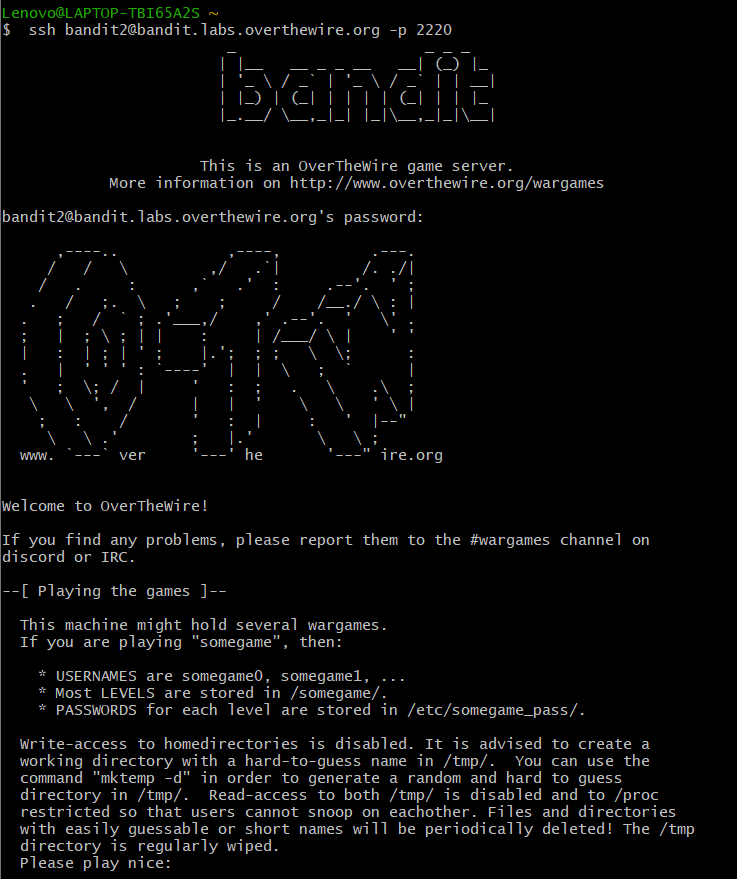 Lenovo@LAPTOP-TBI65A2S ~
$  ssh bandit2@bandit.labs.overthewire.org -p 2220
bandit
This is an OverTheWire game server.
More information on http://www.overthewire.org/wargames
bandit2@bandit.labs.overthewire.org's password:
www. ver he ire.org
Welcome to OverTheWire!
If you find any problems, please report them to the #wargames channel on
discord or IRC.
--[ Playing the games ]--
This machine might hold several wargames.
If you are playing "somegame", then:
* USERNAMES are somegame0, somegame1, ...
* Most LEVELS are stored in /somegame/.
* PASSWORDS for each level are stored in /etc/somegame_pass/.
Write-access to homedirectories is disabled. It is advised to create a
working directory with a hard-to-guess name in /tmp/.  You can use the
command "mktemp -d" in order to generate a random and hard to guess
directory in /tmp/.  Read-access to both /tmp/ is disabled and to /proc
restricted so that users cannot snoop on eachother. Files and directories
with easily guessable or short names will be periodically deleted! The /tmp
directory is regularly wiped.
Please play nice: